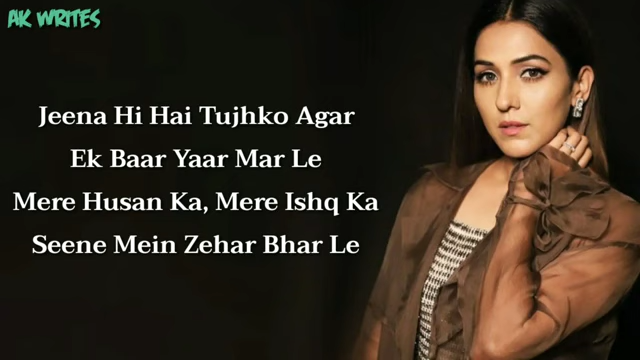 AK WRITES
Jeena Hi Hai Tujhko Agar
Ek Baar Yaar Mar Le
Mere Husan Ka, Mere Ishq Ka
Seene Mein Zehar Bhar Le